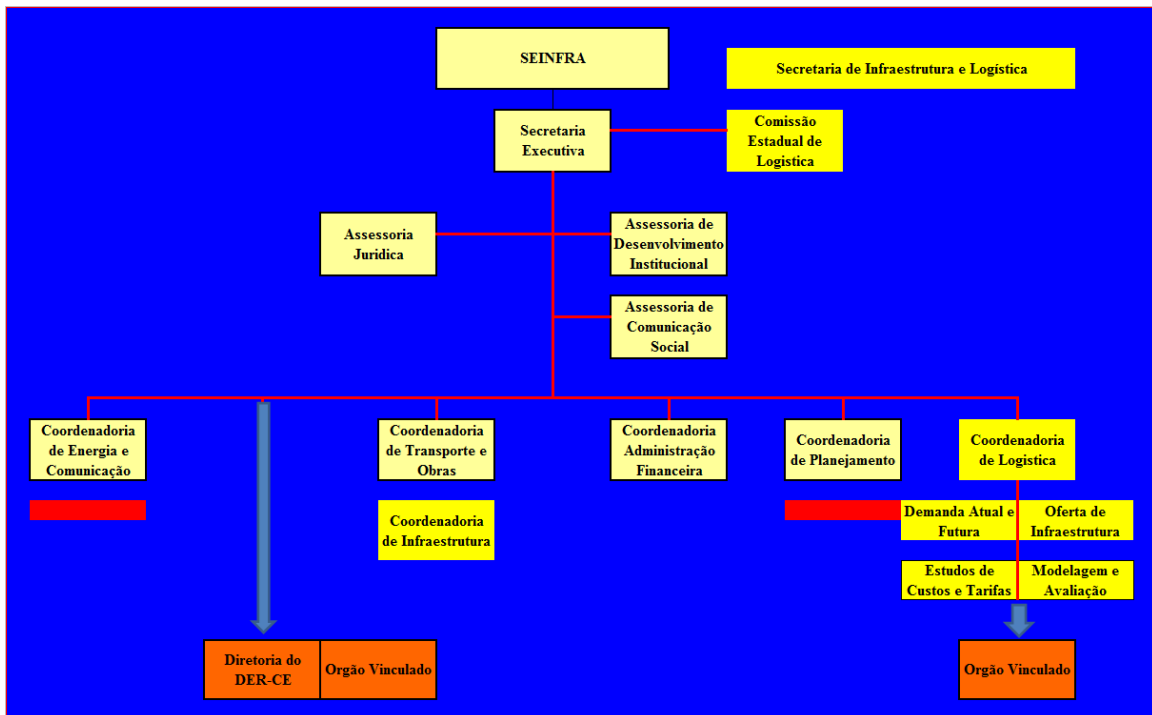 SEINFRA
Secretaria de Infraestrutura e Logística
Secretaria
Executiva
Comissão
Estadual de
Logistica
Assessoria
Juridica
Assessoria de
Desenvolvimento
Institucional
Assessoria de
Comunicação
Social
Coordenadoria
de Energia e
Comunicação
Coordenadoria
de Transporte e
Obras
Coordenadoria
Administração
Financeira
Coordenadoria
de Planejamento
Coordenadoria
de Logistica
Coordenadoria
de Infraestrutura
Demanda Atual e
Futura
Oferta de
Infraestrutura
Estudos de
Custos e Tarifas
Modelagem e
Avaliação
Diretoria do
DER-CE
Orgão Vinculado
Orgão Vinculado